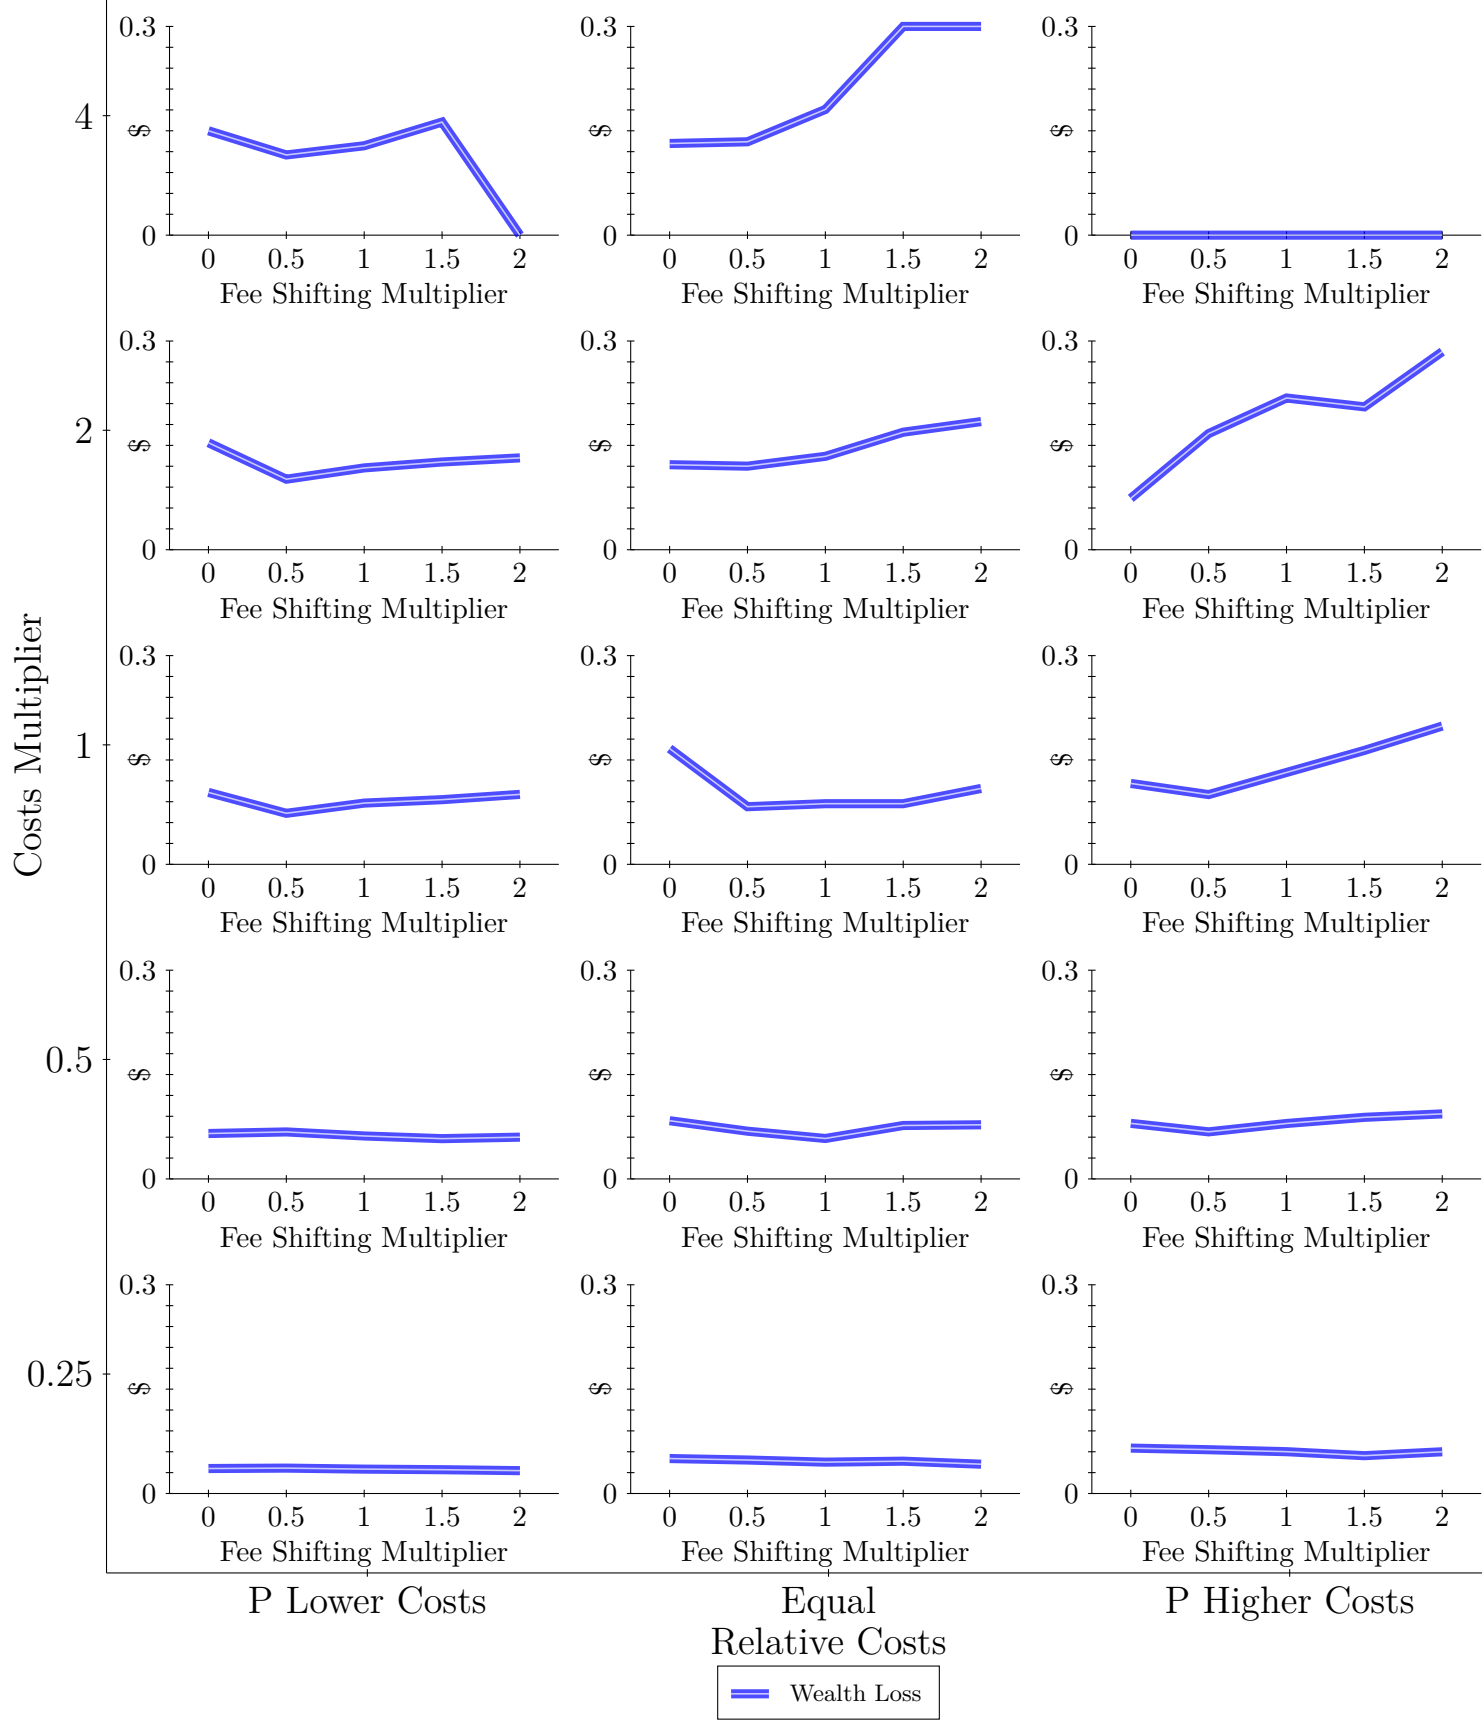 Costs Multiplier
4
0.3 0.3 0.3
$ $ $
0 0 0
0 0.5 1 1.5 2 0 0.5 1 1.5 2 0 0.5 1 1.5 2
Fee Shifting Multiplier Fee Shifting Multiplier Fee Shifting Multiplier
2
0.3 0.3 0.3
$ $ $
0 0 0
0 0.5 1 1.5 2 0 0.5 1 1.5 2 0 0.5 1 1.5 2
Fee Shifting Multiplier Fee Shifting Multiplier Fee Shifting Multiplier
1
0.3 0.3 0.3
$ $ $
0 0 0
0 0.5 1 1.5 2 0 0.5 1 1.5 2 0 0.5 1 1.5 2
Fee Shifting Multiplier Fee Shifting Multiplier Fee Shifting Multiplier
0.5
0.3 0.3 0.3
$ $ $
0 0 0
0 0.5 1 1.5 2 0 0.5 1 1.5 2 0 0.5 1 1.5 2
Fee Shifting Multiplier Fee Shifting Multiplier Fee Shifting Multiplier
0.25
0.3 0.3 0.3
$ $ $
0 0 0
0 0.5 1 1.5 2 0 0.5 1 1.5 2 0 0.5 1 1.5 2
Fee Shifting Multiplier Fee Shifting Multiplier Fee Shifting Multiplier
P Lower Costs Equal P Higher Costs
Relative Costs
Wealth Loss